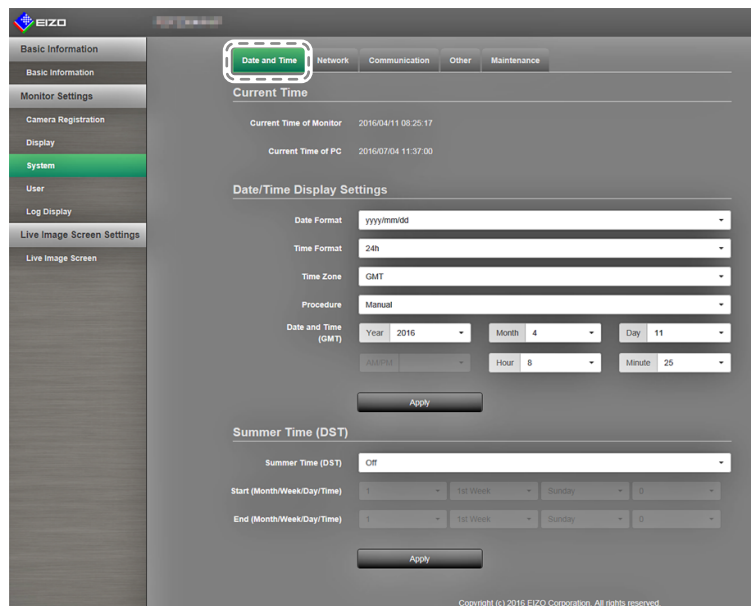 EIZO
Basic Information
Basic Information
Monitor Settings
Camera Registration
Display
System
User
Log Display
Live Image Screen Settings
Live Image Screen
Date and Time Network Communication Other Maintenance
Current Time
Current Time of Monitor 2016/04/11 08:25:17
Current Time of PC 2016/07/04 11:37:00
Date/Time Display Settings
Date Format yyyy/mm/dd
Time Format 24h
Time Zone GMT
Procedure Manual
Date and Time
(GMT)
Year 2016 Month 4 Day 11
AM/PM Hour 8 Minute 25
Apply
Summer Time (DST)
Summer Time (DST) Off
Start (Month/Week/Day/Time) 1 1st Week Sunday 0
End (Month/Week/Day/Time) 1 1st Week Sunday 0
Apply
Copyright (c) 2016 EIZO Corporation. All rights reserved.